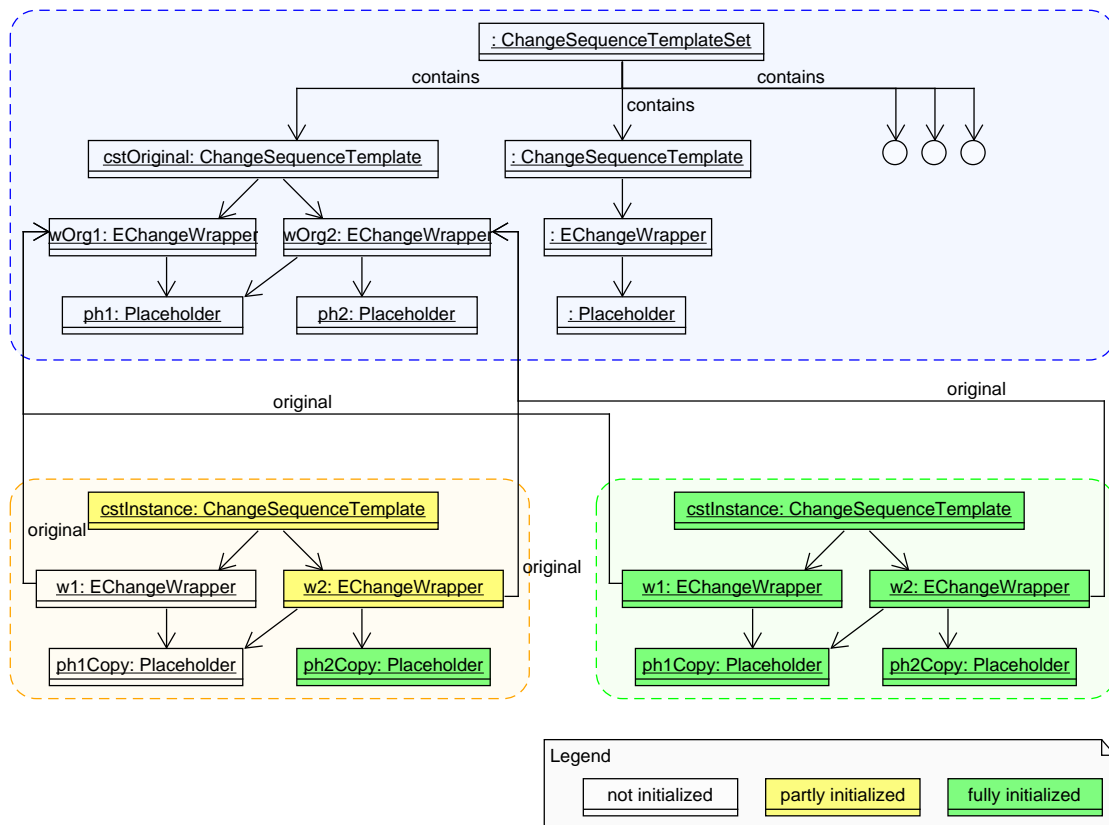 : ChangeSequenceTemplateSet
contains
contains
contains
cstOriginal: ChangeSequenceTemplate
: ChangeSequenceTemplate
wOrg1: EChangeWrapper
wOrg2: EChangeWrapper
: EChangeWrapper
ph1: Placeholder
ph2: Placeholder
: Placeholder
original
original
cstInstance: ChangeSequenceTemplate
cstInstance: ChangeSequenceTemplate
original
original
w1: EChangeWrapper
w2: EChangeWrapper
w1: EChangeWrapper
w2: EChangeWrapper
ph1Copy: Placeholder
ph2Copy: Placeholder
ph1Copy: Placeholder
ph2Copy: Placeholder
Legend
not initialized
partly initialized
fully initialized